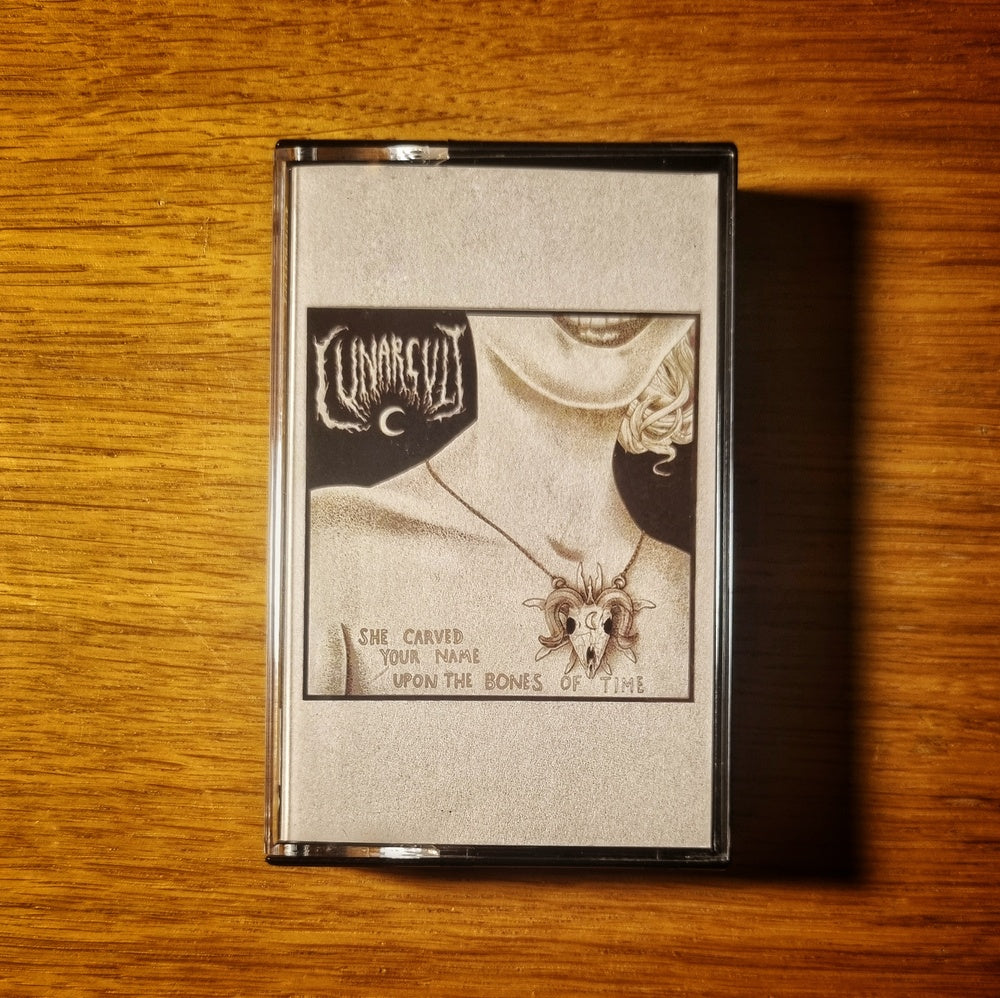 LUNARCULT
SHE CARVED
YOUR NAME
UPON THE BONES OF TIME